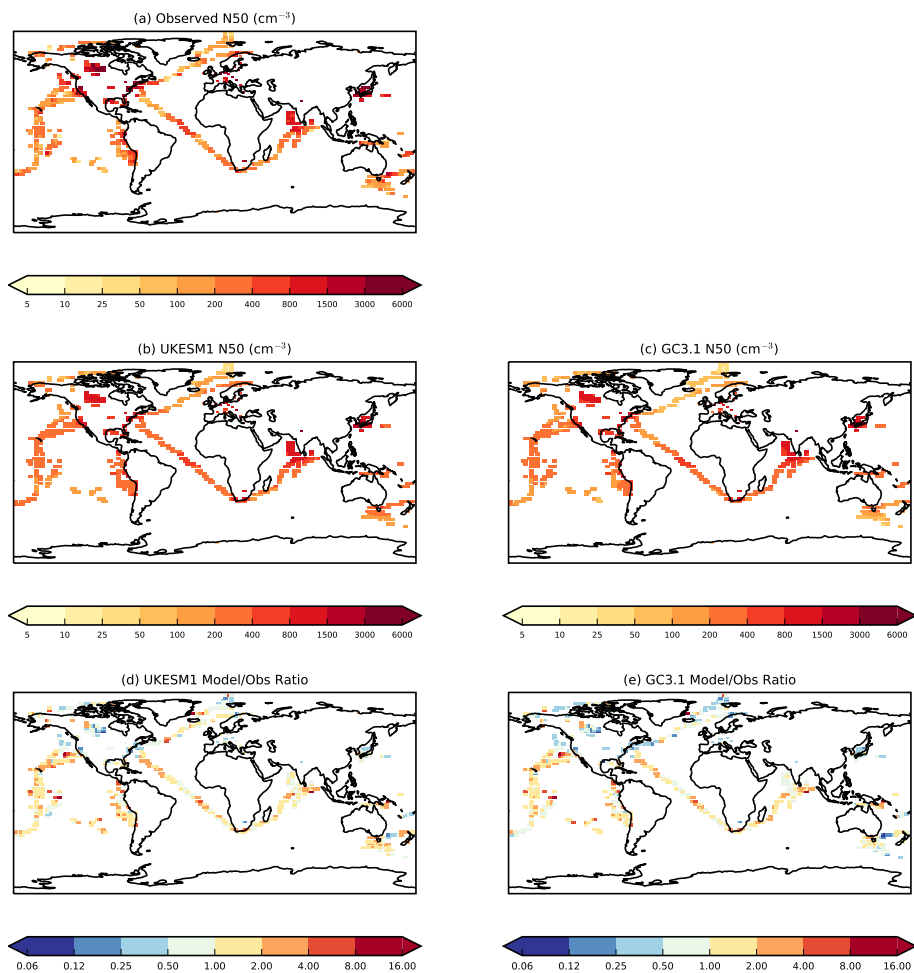 (a) Observed N50 (cm⁻³)
5 10 25 50 100 200 400 800 1500 3000 6000
(b) UKESM1 N50 (cm⁻³)
(c) GC3.1 N50 (cm⁻³)
5 10 25 50 100 200 400 800 1500 3000 6000
5 10 25 50 100 200 400 800 1500 3000 6000
(d) UKESM1 Model/Obs Ratio
(e) GC3.1 Model/Obs Ratio
0.06 0.12 0.25 0.50 1.00 2.00 4.00 8.00 16.00
0.06 0.12 0.25 0.50 1.00 2.00 4.00 8.00 16.00